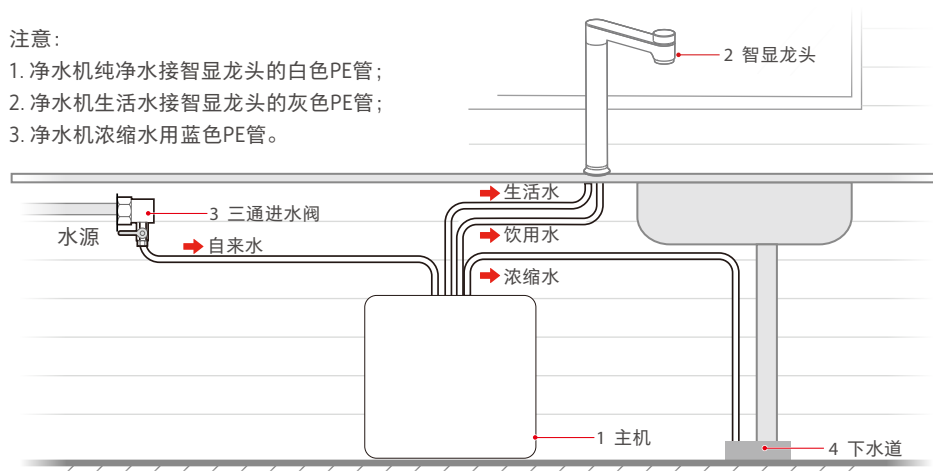 注意：
1. 净水机纯净水接智显龙头的白色PE管；
2. 净水机生活水接智显龙头的灰色PE管；
3. 净水机浓缩水用蓝色PE管。
2 智显龙头
生活水
3 三通进水阀
水源
自来水
饮用水
浓缩水
1 主机
4 下水道